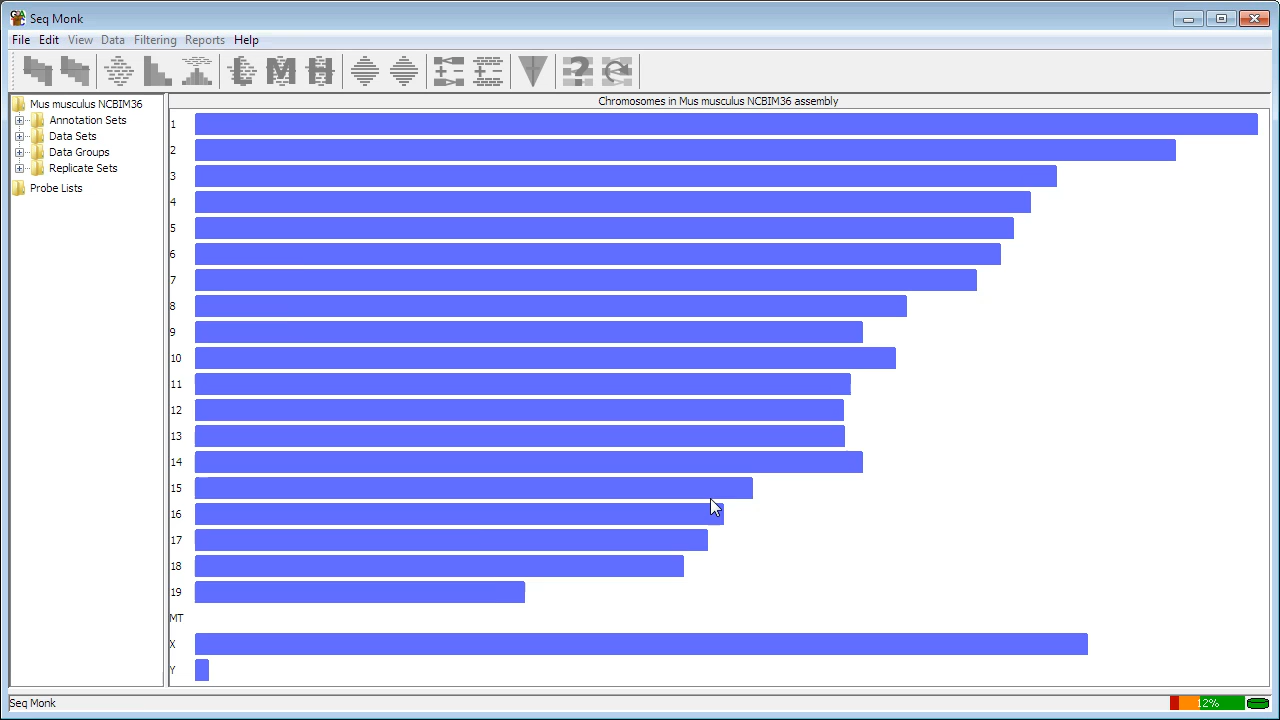 Seq Monk
File Edit View Data Filtering Reports Help
Mus musculus NCBIM36
Annotation Sets
Data Sets
Data Groups
Replicate Sets
Probe Lists
Chromosomes in Mus musculus NCBIM36 assembly
1
2
3
4
5
6
7
8
9
10
11
12
13
14
15
16
17
18
19
MT
X
Y
Seq Monk
12%